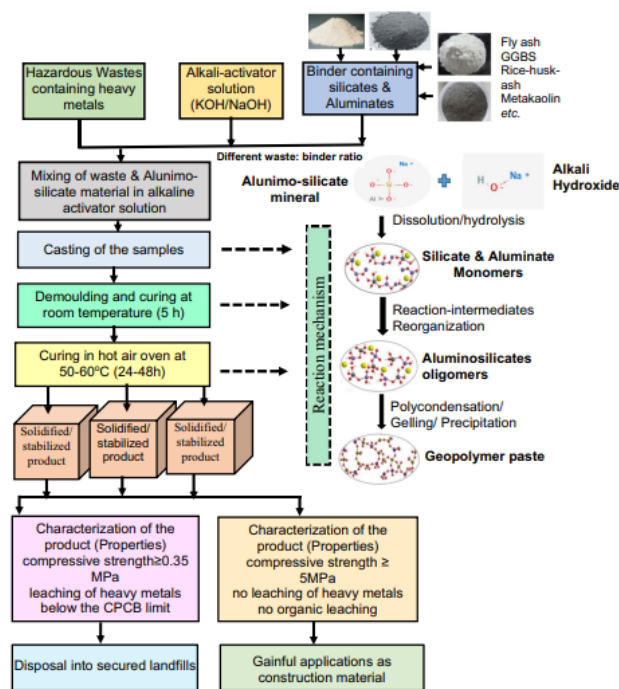 Hazardous Wastes
containing heavy
metals
Alkali-activator
solution
(KOH/NaOH)
Binder containing
silicates &
Aluminates
Fly ash
GGBS
Rice-husk-
ash
Metakaolin
etc.
Different waste: binder ratio
Mixing of waste & Alunimo-
silicate material in alkaline
activator solution
Casting of the samples
Demoulding and curing at
room temperature (5 h)
Curing in hot air oven at
50-60ºC (24-48h)
Solidified/
stabilized
product
Solidified/
stabilized
product
Solidified/
stabilized
product
Reaction mechanism
Alunimo-silicate
mineral
Na +
O-
O-
Si
O-
O-
Al 3+
H
O-
Na +
Alkali
Hydroxide
Dissolution/hydrolysis
Silicate & Aluminate
Monomers
Reaction-intermediates
Reorganization
Aluminosilicates
oligomers
Polycondensation/
Gelling/ Precipitation
Geopolymer paste
Characterization of the
product (Properties)
compressive strength≥0.35
MPa
leaching of heavy metals
below the CPCB limit
Characterization of the
product (Properties)
compressive strength ≥
5MPa
no leaching of heavy metals
no organic leaching
Disposal into secured landfills
Gainful applications as
construction material